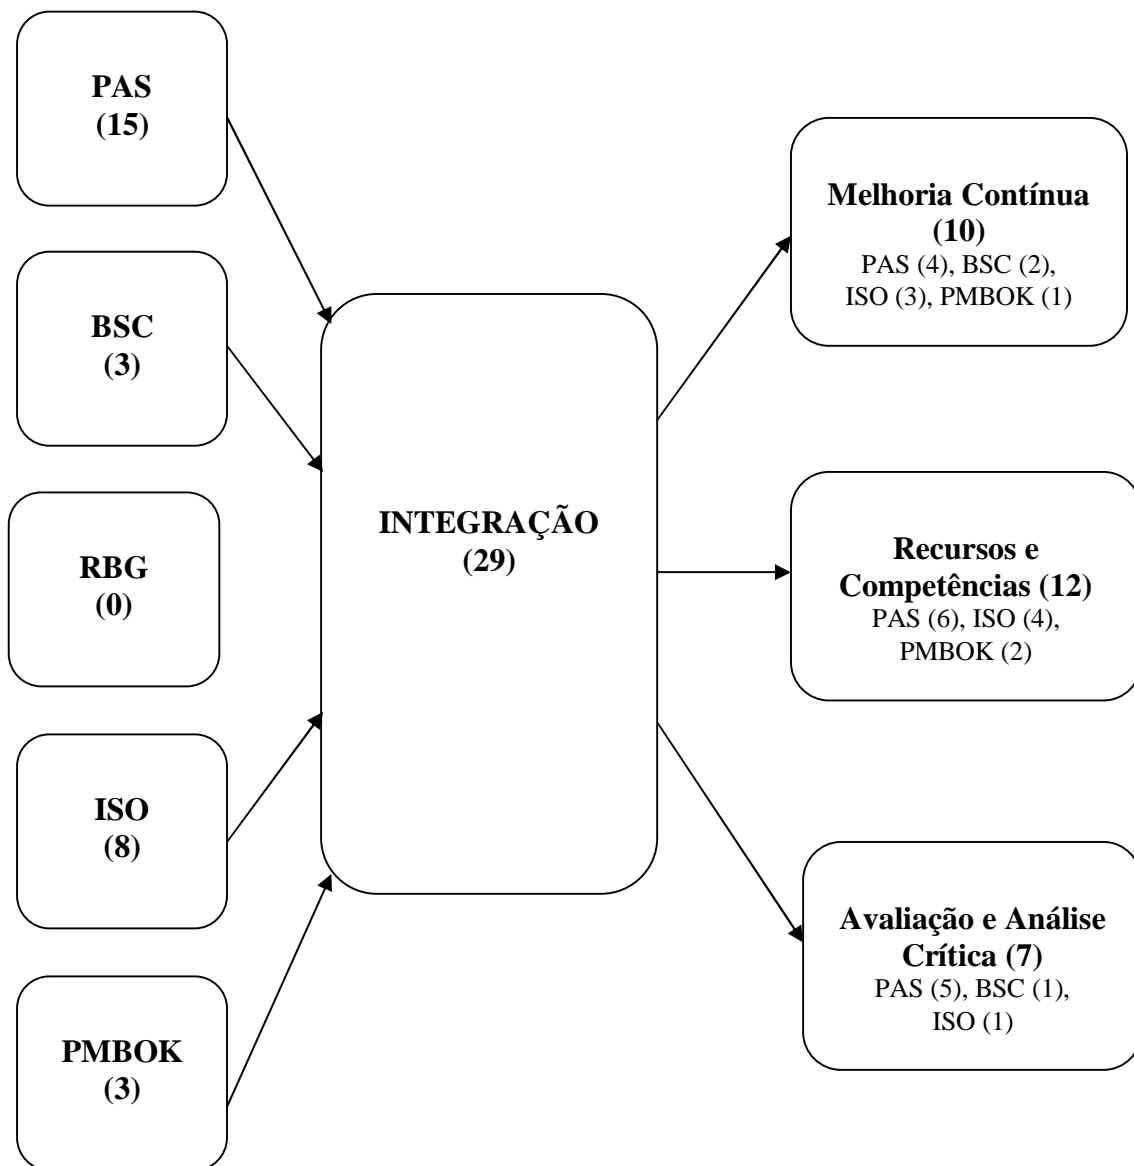 PAS
(15)
BSC
(3)
RBG
(0)
ISO
(8)
PMBOK
(3)
INTEGRAÇÃO
(29)
Melhoria Contínua
(10)
PAS (4), BSC (2),
ISO (3), PMBOK (1)
Recursos e
Competências (12)
PAS (6), ISO (4),
PMBOK (2)
Avaliação e Análise
Crítica (7)
PAS (5), BSC (1),
ISO (1)